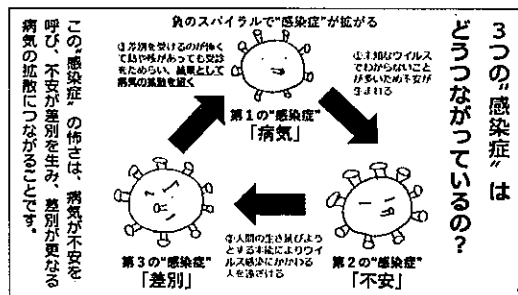 3つの"感染症"は
どうつながっているの?
負のスパイラルで"感染症"が拡がる
①未知なウイルス
でわからないこと
が多いため不安が
生まれる
第1の"感染症"
「病気」
第2の"感染症"
「不安」
②人間の生き延びよう
とする本能によりウイ
ルス感染にかかわる
人を遠ざける
第3の"感染症"
「差別」
③差別を受けるのが怖く
て熱や咳があっても受診
をためらい、結果として
病気の拡散を招く
この"感染症"の怖さは、病気が不安を
呼び、不安が差別を生み、差別が更なる
病気の拡散につながることです。